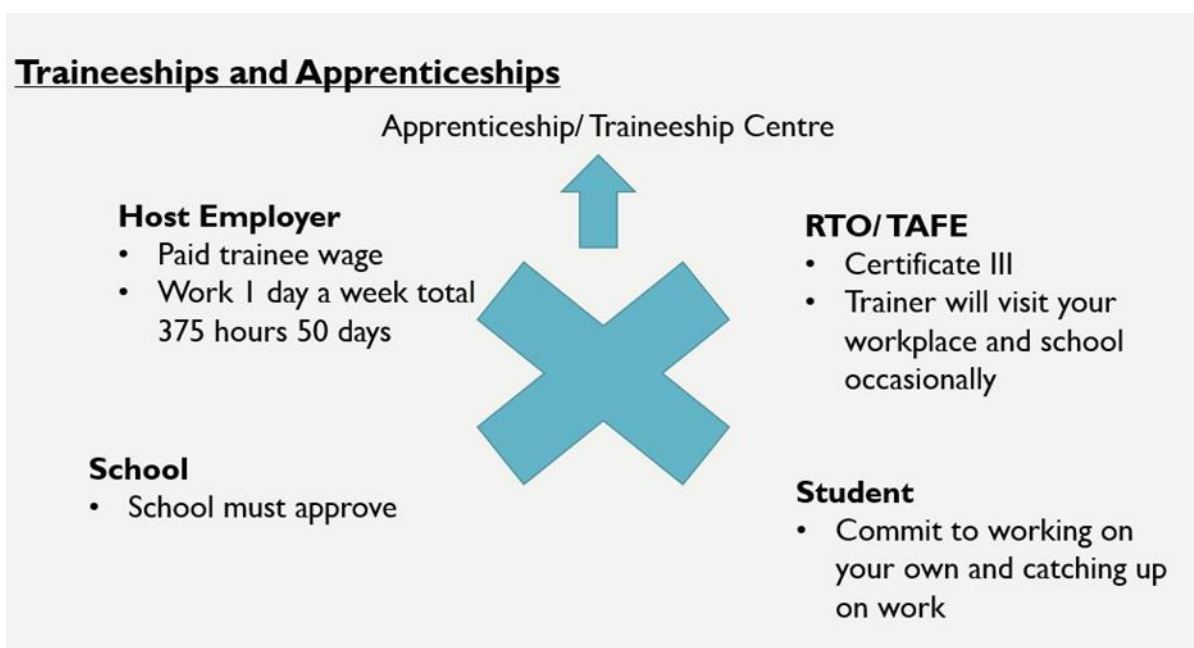 Traineeships and Apprenticeships
Apprenticeship/ Traineeship Centre
Host Employer
• Paid trainee wage
• Work 1 day a week total
375 hours 50 days
RTO/ TAFE
• Certificate III
• Trainer will visit your
workplace and school
occasionally
School
• School must approve
Student
• Commit to working on
your own and catching up
on work